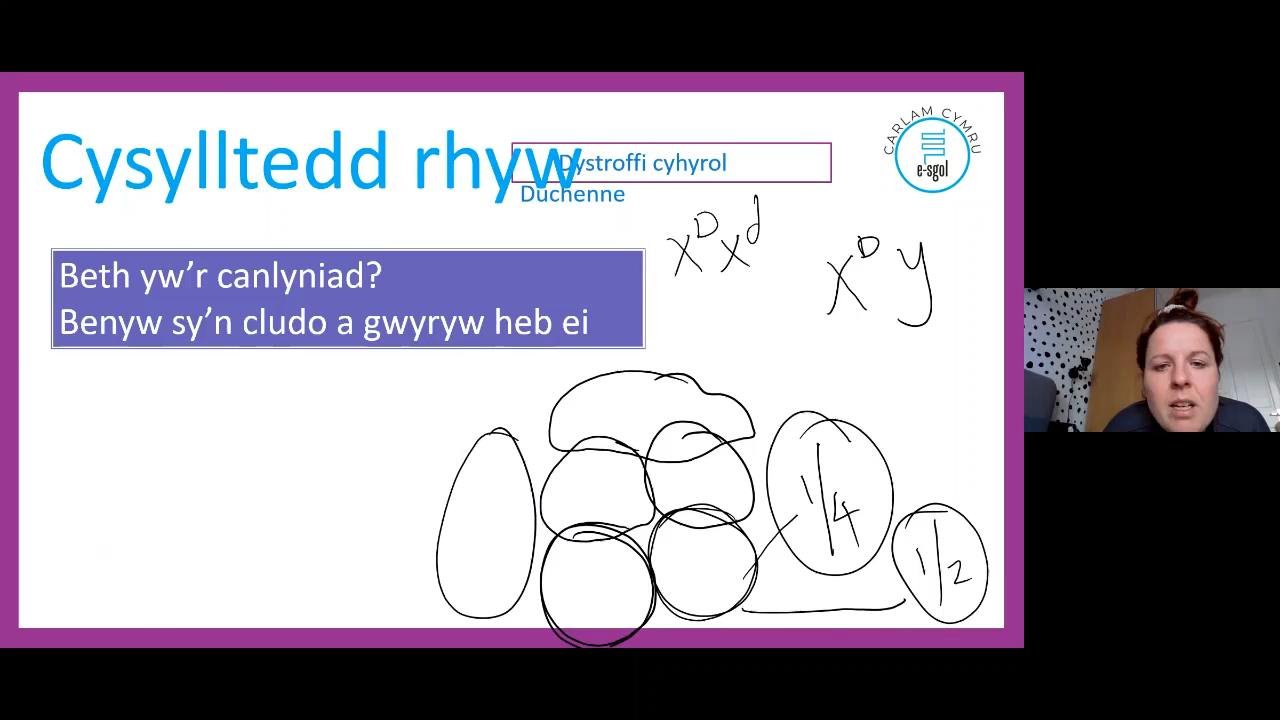 Cysylltedd rhyw
Dystroffi cyhyrol
Duchenne
CARLAM CYMRU
e-sgol
X^D X^d
X^D Y
Beth yw’r canlyniad?
Benyw sy’n cludo a gwyryw heb ei
1/4
1/2